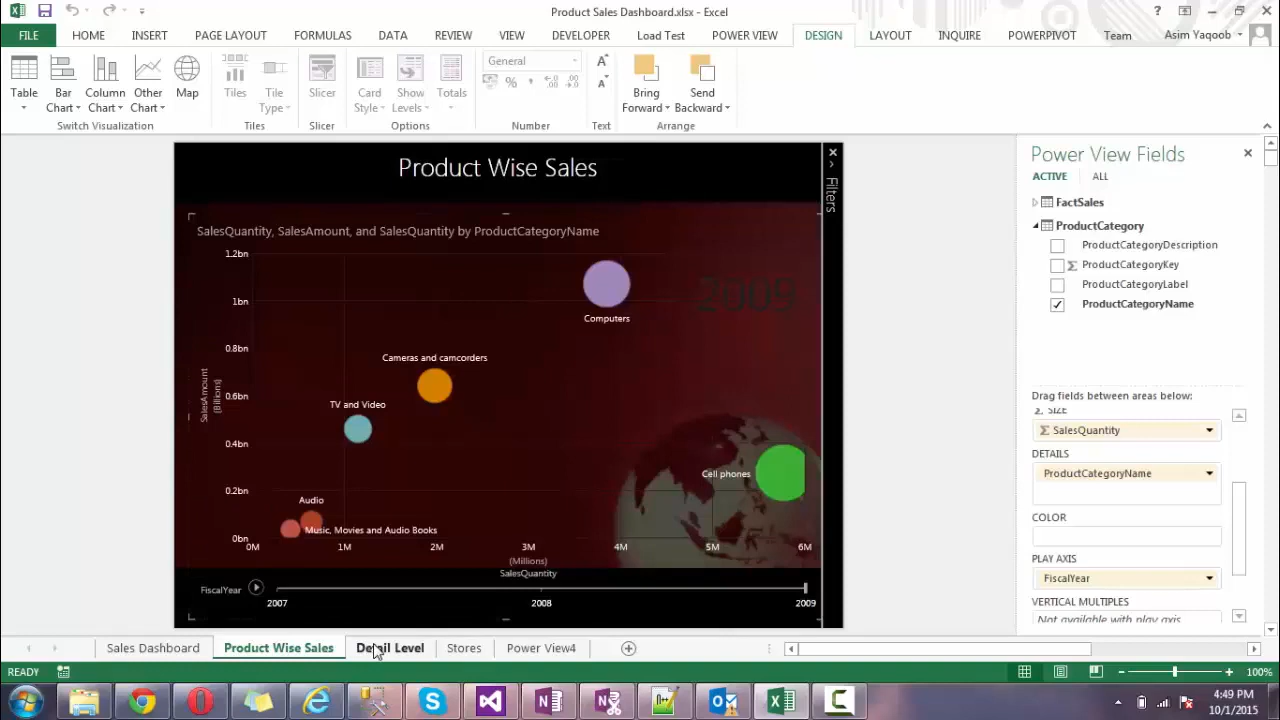 Product Sales Dashboard.xlsx - Excel
FILE HOME INSERT PAGE LAYOUT FORMULAS DATA REVIEW VIEW DEVELOPER Load Test POWER VIEW DESIGN LAYOUT INQUIRE POWERPIVOT Team Asim Yaqoob
General
Table Bar Column Other Map Tiles Tile Slicer Card Show Totals Bring Send
Chart Chart Chart Type Style Levels Forward Backward
Switch Visualization Tiles Slicer Options Number Text Arrange
Product Wise Sales
Filters
SalesQuantity, SalesAmount, and SalesQuantity by ProductCategoryName
1.2bn
2009
1bn
Computers
0.8bn
Cameras and camcorders
SalesAmount
(Billions)
0.6bn
TV and Video
0.4bn
Cell phones
0.2bn
Audio
Music, Movies and Audio Books
0bn
0M 1M 2M 3M 4M 5M 6M
(Millions)
SalesQuantity
FiscalYear
2007 2008 2009
Power View Fields
ACTIVE ALL
FactSales
ProductCategory
ProductCategoryDescription
Σ ProductCategoryKey
ProductCategoryLabel
ProductCategoryName
Drag fields between areas below:
Σ SIZE
Σ SalesQuantity
DETAILS
ProductCategoryName
COLOR
PLAY AXIS
FiscalYear
VERTICAL MULTIPLES
Not available with play axis
Sales Dashboard Product Wise Sales Detail Level Stores Power View4
READY 100%
4:49 PM
10/1/2015